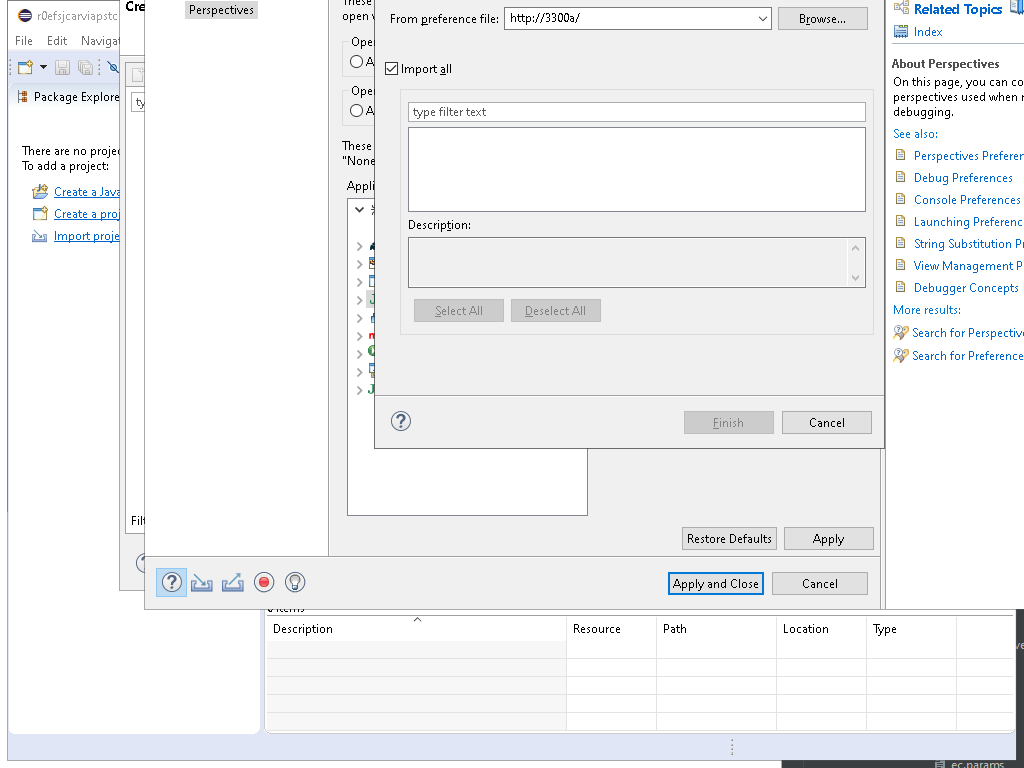 r0efsjcarviapstc
File Edit Navigat
Package Explore
There are no projec
To add a project:
Create a Java
Create a proj
Import proje
Cre
ty
Filt
Perspectives
These
open v
Ope
A
Ope
A
These
"None
Appli
From preference file: http://3300a/ Browse...
Import all
type filter text
Description:
Select All Deselect All
Finish Cancel
Restore Defaults Apply
Apply and Close Cancel
Related Topics
Index
About Perspectives
On this page, you can co
perspectives used when r
debugging.
See also:
Perspectives Preferen
Debug Preferences
Console Preferences
Launching Preferenc
String Substitution Pr
View Management P
Debugger Concepts
More results:
Search for Perspectiv
Search for Preference
items
Description Resource Path Location Type
ve
ec.params